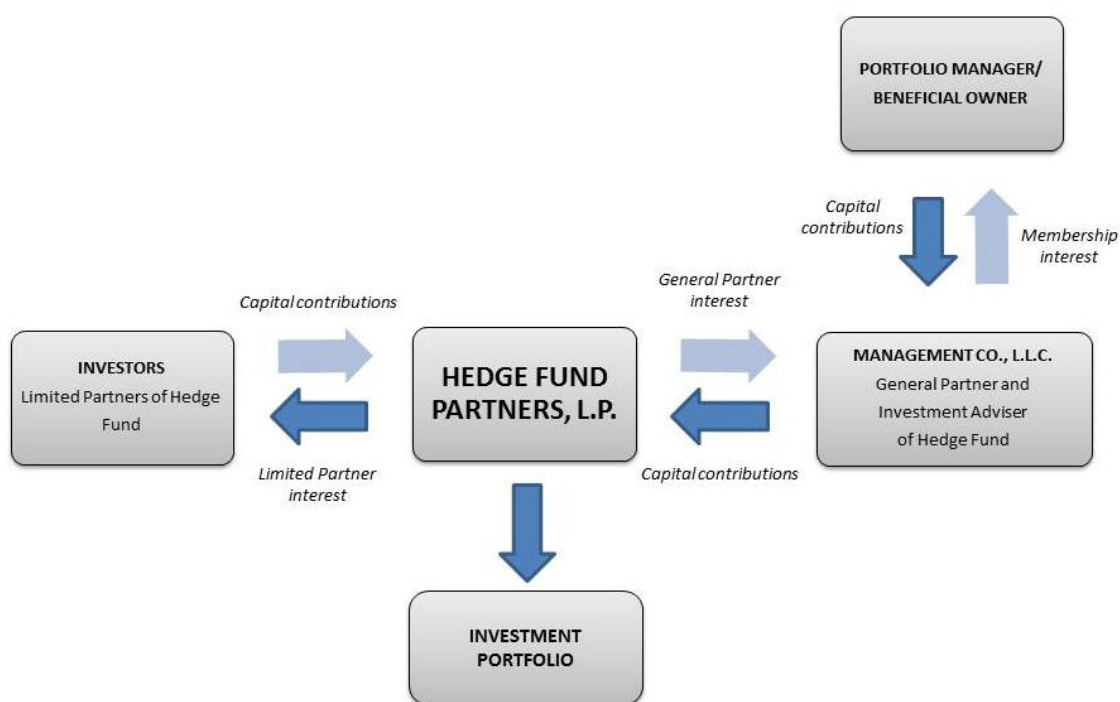 PORTFOLIO MANAGER/
BENEFICIAL OWNER
Capital
contributions
Membership
interest
Capital contributions
General Partner
interest
INVESTORS
Limited Partners of Hedge
Fund
HEDGE FUND
PARTNERS, L.P.
MANAGEMENT CO., L.L.C.
General Partner and
Investment Adviser
of Hedge Fund
Limited Partner
interest
Capital contributions
INVESTMENT
PORTFOLIO